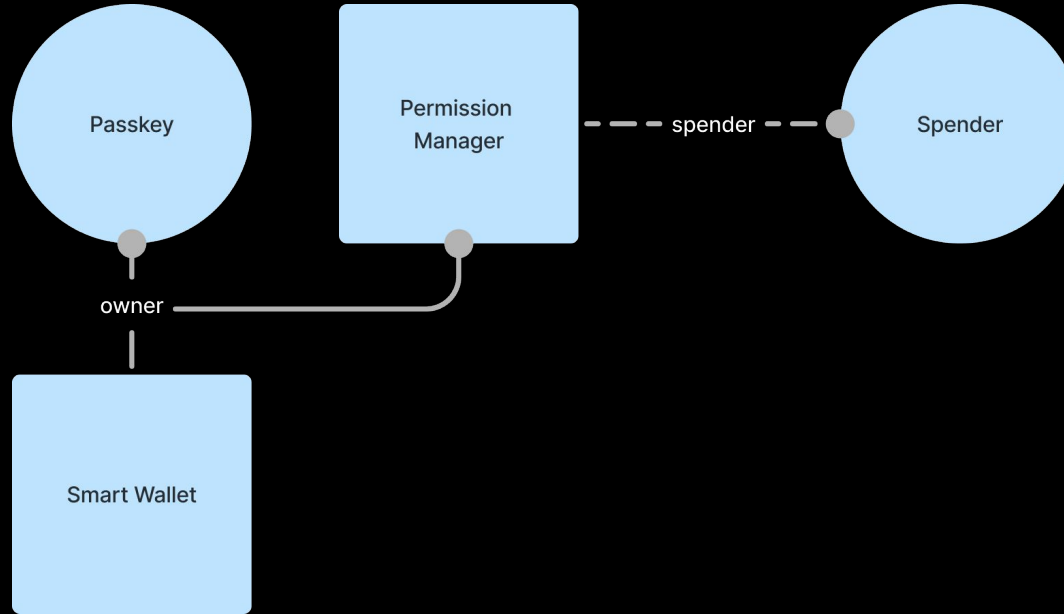 Passkey
Permission
Manager
spender
Spender
owner
Smart Wallet